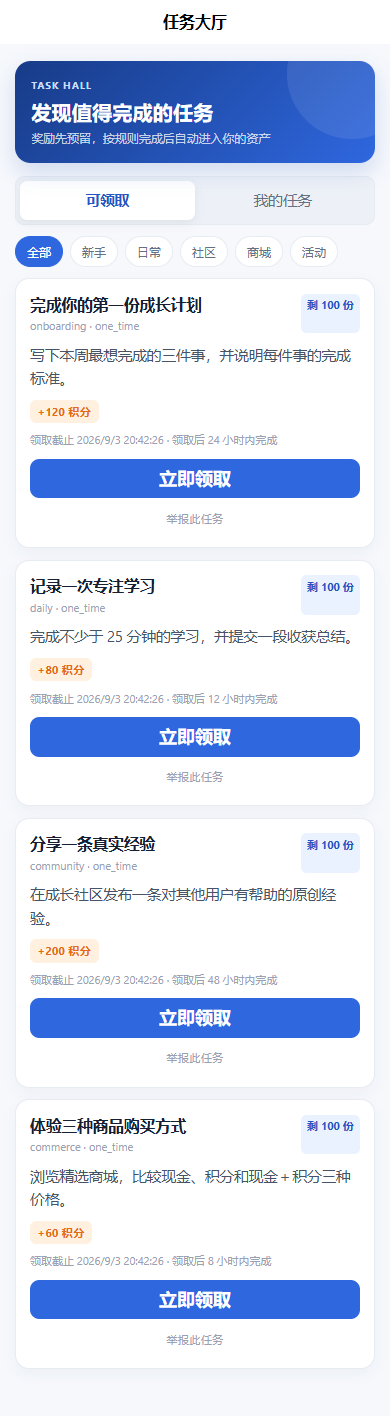 任务大厅
TASK HALL
发现值得完成的任务
奖励先预留，按规则完成后自动进入你的资产
可领取
我的任务
全部
新手
日常
社区
商城
活动
完成你的第一份成长计划
剩 100 份
onboarding · one_time
写下本周最想完成的三件事，并说明每件事的完成
标准。
+120 积分
领取截止 2026/9/3 20:42:26 · 领取后 24 小时内完成
立即领取
举报此任务
记录一次专注学习
剩 100 份
daily · one_time
完成不少于 25 分钟的学习，并提交一段收获总结。
+80 积分
领取截止 2026/9/3 20:42:26 · 领取后 12 小时内完成
立即领取
举报此任务
分享一条真实经验
剩 100 份
community · one_time
在成长社区发布一条对其他用户有帮助的原创经
验。
+200 积分
领取截止 2026/9/3 20:42:26 · 领取后 48 小时内完成
立即领取
举报此任务
体验三种商品购买方式
剩 100 份
commerce · one_time
浏览精选商城，比较现金、积分和现金 + 积分三种
价格。
+60 积分
领取截止 2026/9/3 20:42:26 · 领取后 8 小时内完成
立即领取
举报此任务